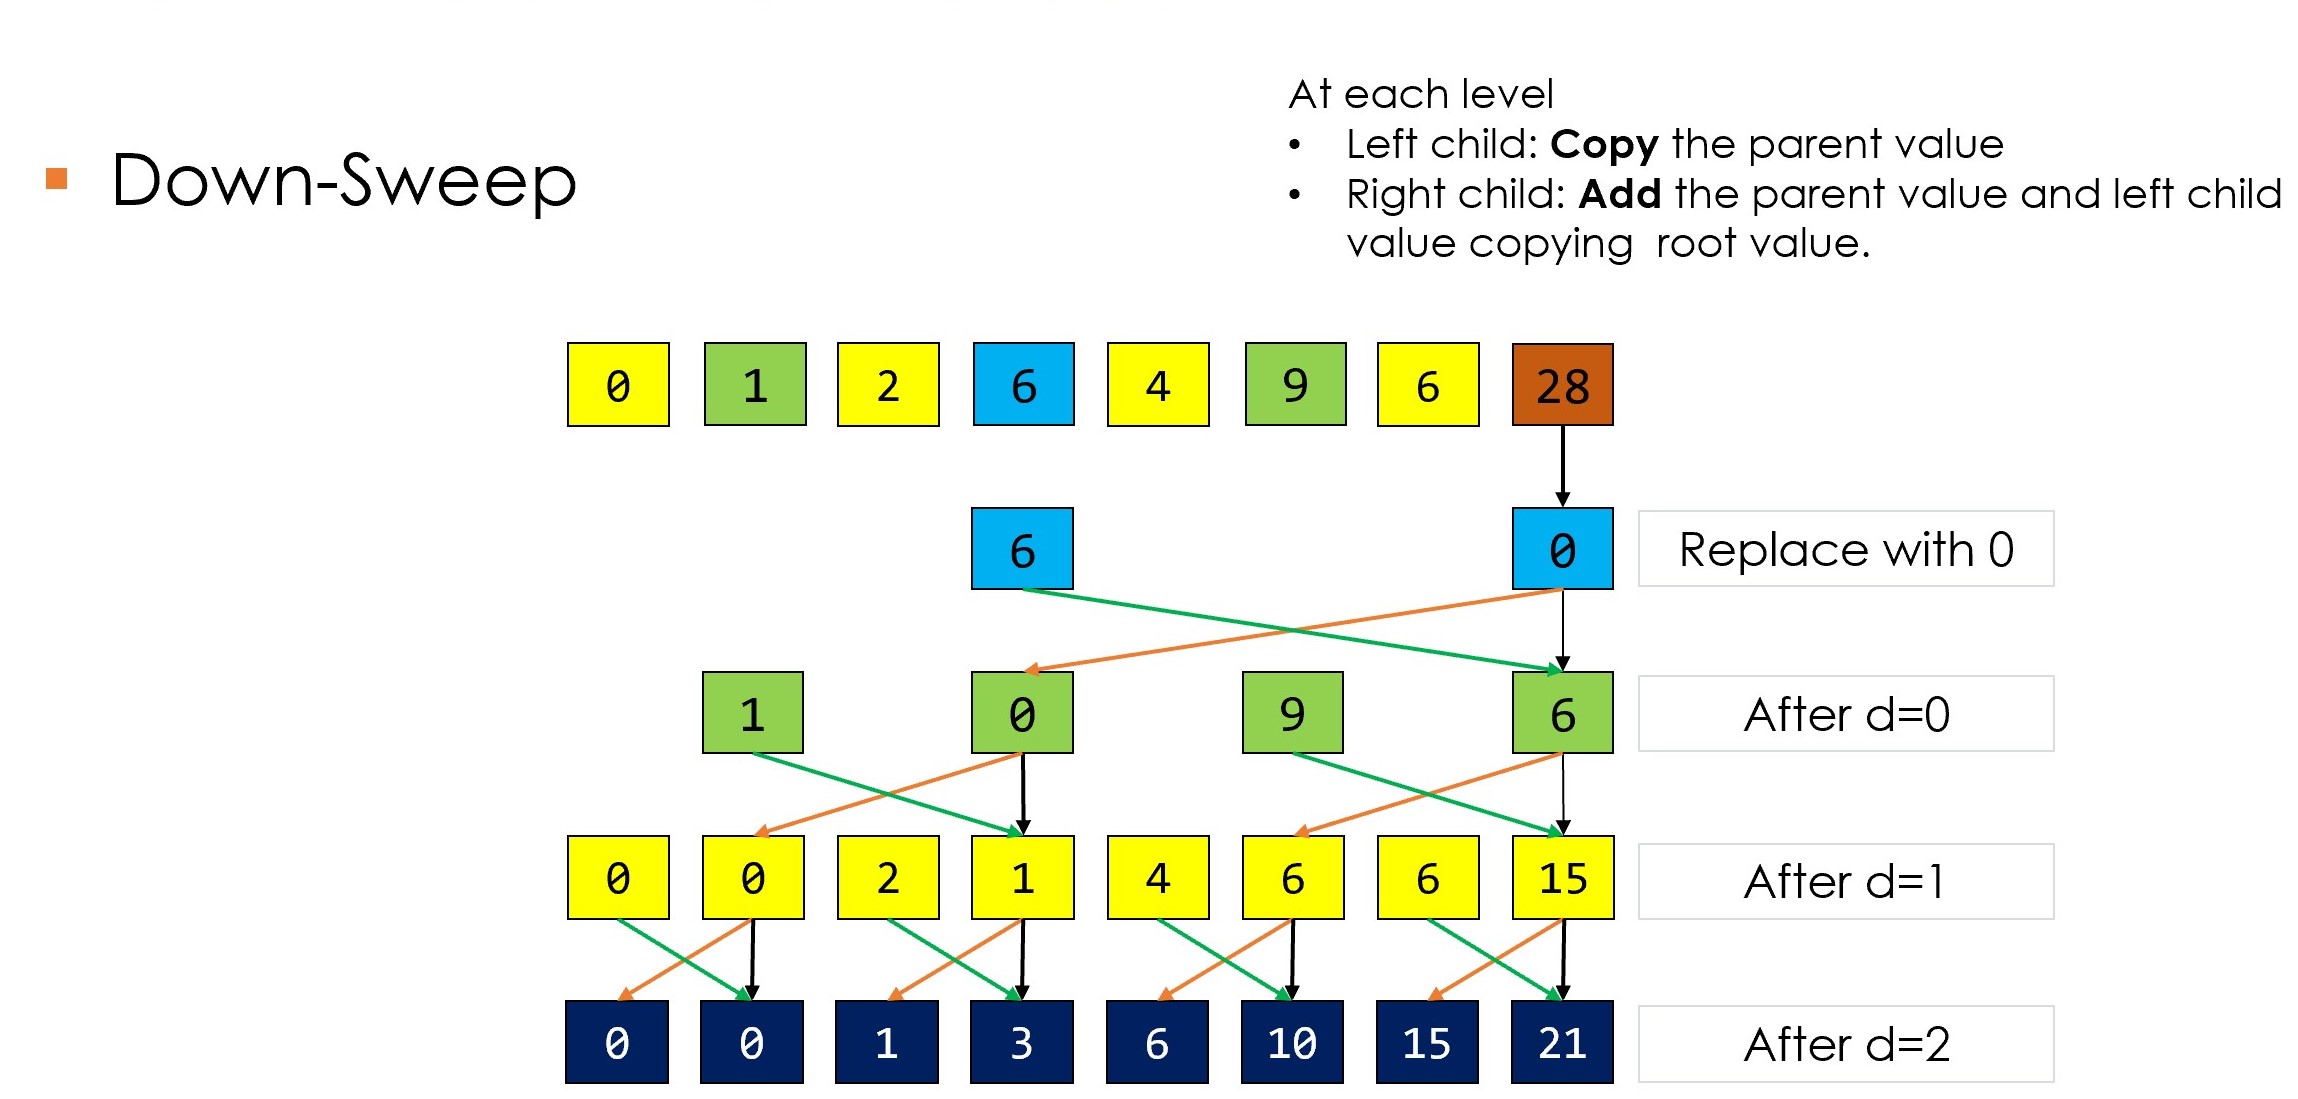 At each level
• Left child: Copy the parent value
▪ Down-Sweep
• Right child: Add the parent value and left child
value copying  root value.
0 1 2 6 4 9 6 28
6 0 Replace with 0
1 0 9 6 After d=0
0 0 2 1 4 6 6 15 After d=1
0 0 1 3 6 10 15 21 After d=2